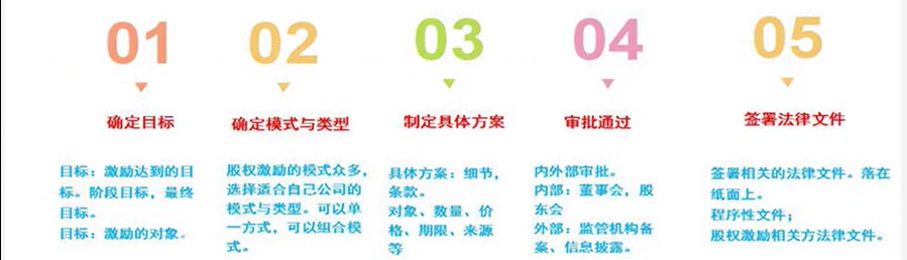 01
02
03
04
05
确定目标
确定模式与类型
制定具体方案
审批通过
签署法律文件
目标：激励达到的目
标。阶段目标，最终
目标。
目标：激励的对象。
股权激励的模式众多，
选择适合自己公司的
模式与类型。可以单
一方式，可以组合模
式。
具体方案：细节，
条款。
对象、数量、价
格、期限、来源
等
内外部审批。
内部：董事会，股
东会
外部：监管机构备
案、信息披露。
签署相关的法律文件。落在
纸面上。
程序性文件；
股权激励相关方法律文件。